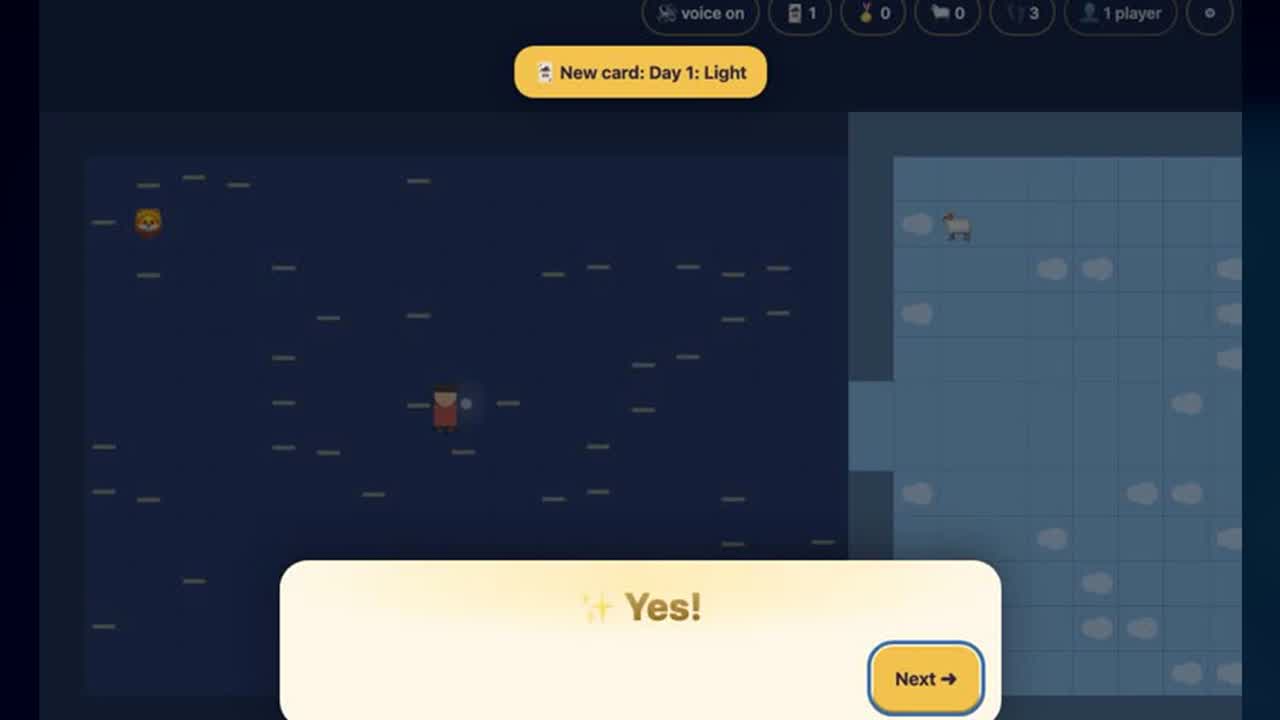 voice on
1
0
0
3
1 player
New card: Day 1: Light
Yes!
Next →